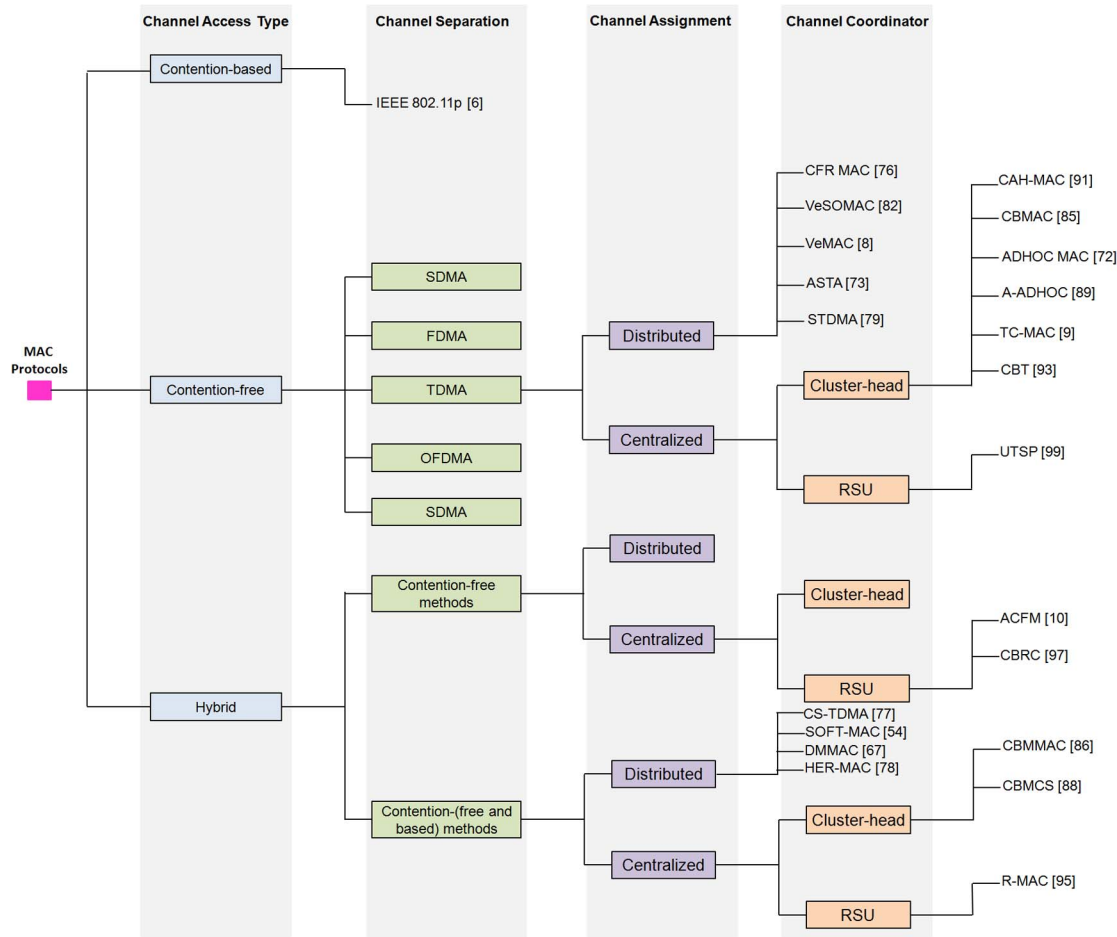 Channel Access Type
Channel Separation
Channel Assignment
Channel Coordinator
MAC
Protocols
Contention-based
IEEE 802.11p [6]
Contention-free
SDMA
FDMA
TDMA
OFDMA
SDMA
Distributed
CFR MAC [76]
VeSOMAC [82]
VeMAC [8]
ASTA [73]
STDMA [79]
Centralized
Cluster-head
CAH-MAC [91]
CBMAC [85]
ADHOC MAC [72]
A-ADHOC [89]
TC-MAC [9]
CBT [93]
RSU
UTSP [99]
Hybrid
Contention-free
methods
Distributed
Centralized
Cluster-head
RSU
ACFM [10]
CBRC [97]
Contention-(free and
based) methods
Distributed
CS-TDMA [77]
SOFT-MAC [54]
DMMAC [67]
HER-MAC [78]
Centralized
Cluster-head
CBMMAC [86]
CBMCS [88]
RSU
R-MAC [95]